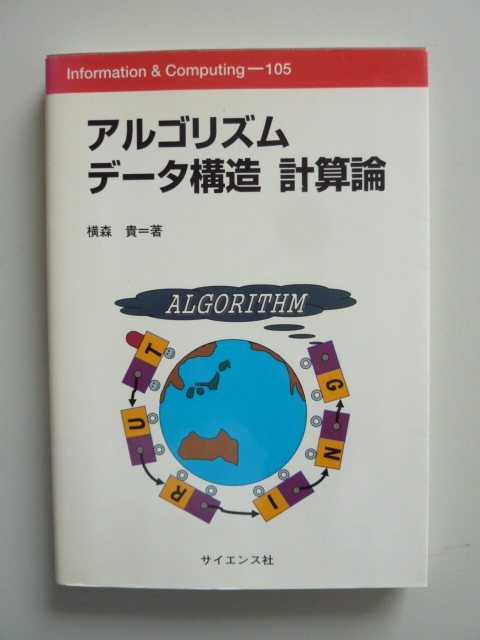 Information & Computing—105
アルゴリズム
データ構造 計算論
横森 貴＝著
ALGORITHM
T
U
R
I
N
G
サイエンス社